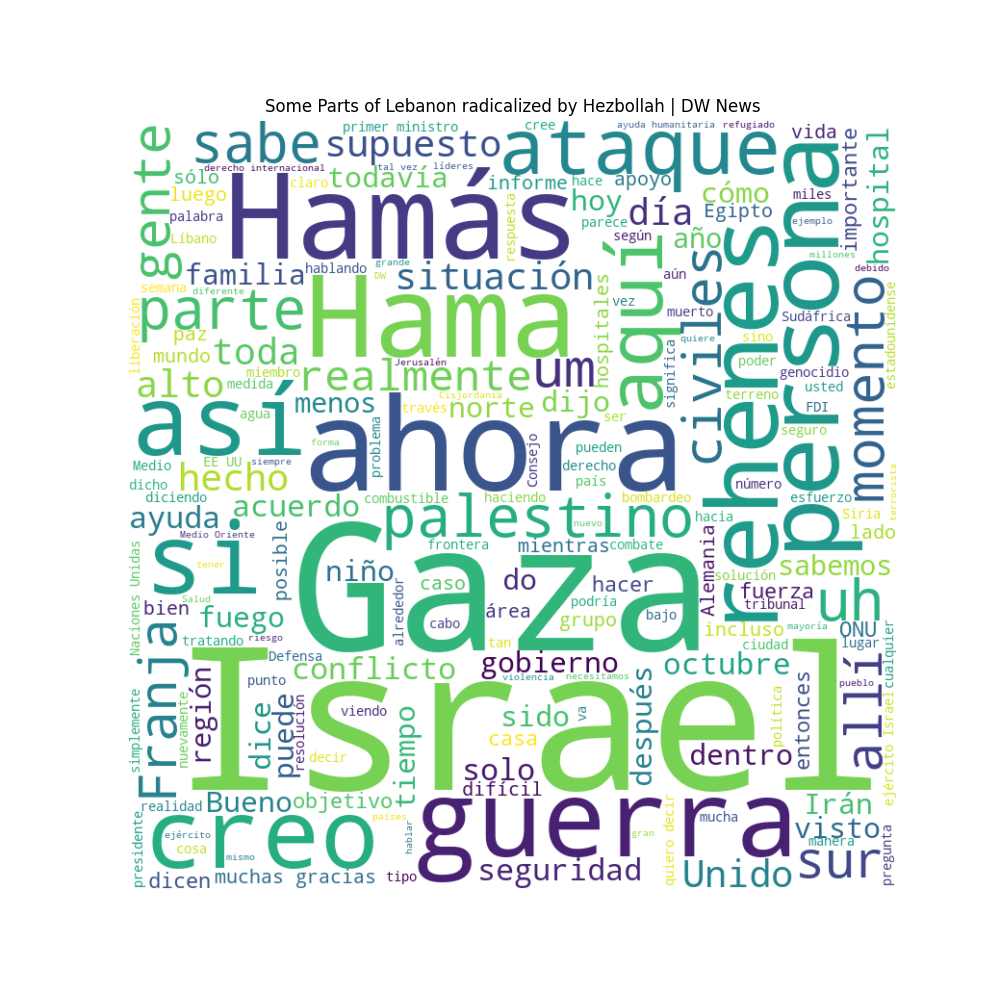 Some Parts of Lebanon radicalized by Hezbollah | DW News
gente
sabe
supuesto
primer ministro
cree
ataque
ayuda humanitaria
refugiado
persona
vida
importante
hospital
derecho internacional
tal vez
líderes
sólo
luego
claro
todavía
informe
hace
apoyo
cómo
miles
palabra
Hamás
respuesta
hoy
parece
día
Egipto
ejemplo
Líbano
según
año
millones
familia
hablando
grande
DW
situación
aquí
aún
debido
semana
diferente
parte
Hama
hospitales
vez
muerto
civiles
rehenes
Sudáfrica
momento
estadounidense
liberación
paz
mundo
toda
miembro
Jerusalén
realmente
um
significa
quiere
sino
poder
genocidio
alto
medida
Cisjordania
terreno
usted
así
agua
menos
través
norte
dijo
ser
FDI
forma
ahora
problema
Consejo
pueden
seguro
Medio
EE UU
siempre
derecho
dicho
hecho
país
número
diciendo
acuerdo
combustible
haciendo
bombardeo
esfuerzo
terrorista
ayuda
palestino
nuevo
hacia
Siria
lado
si
Medio Oriente
posible
frontera
mientras
combate
Alemania
Naciones Unidas
tener
Gaza
niño
solución
sabemos
Salud
alrededor
caso
do
hacer
fuerza
uh
bien
área
podría
tribunal
fuego
cabo
grupo
bajo
mayoría
tratando
riesgo
tan
incluso
ONU
Franja
ciudad
lugar
cualquier
Defensa
conflicto
gobierno
octubre
allí
región
punto
Israel
violencia
necesitamos
después
pueblo
simplemente
nuevamente
dice
puede
resolución
viendo
tiempo
sido
va
política
entonces
ejército Israel
decir
casa
dentro
solo
difícil
realidad
Bueno
objetivo
Irán
presidente
ejército
creo
países
guerra
gran
quiero decir
mucha
visto
cosa
hablar
manera
mismo
pregunta
dicen
muchas gracias
tipo
seguridad
Unido
sur